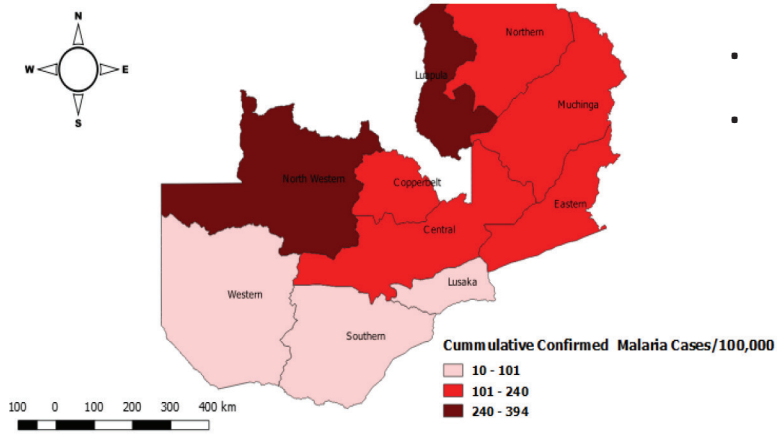 N
W E
S
Northern
Luapula
Muchinga
North Western
Copperbelt
Eastern
Central
Lusaka
Western
Southern
Cummulative Confirmed Malaria Cases/100,000
10 - 101
101 - 240
240 - 394
100 0 100 200 300 400 km